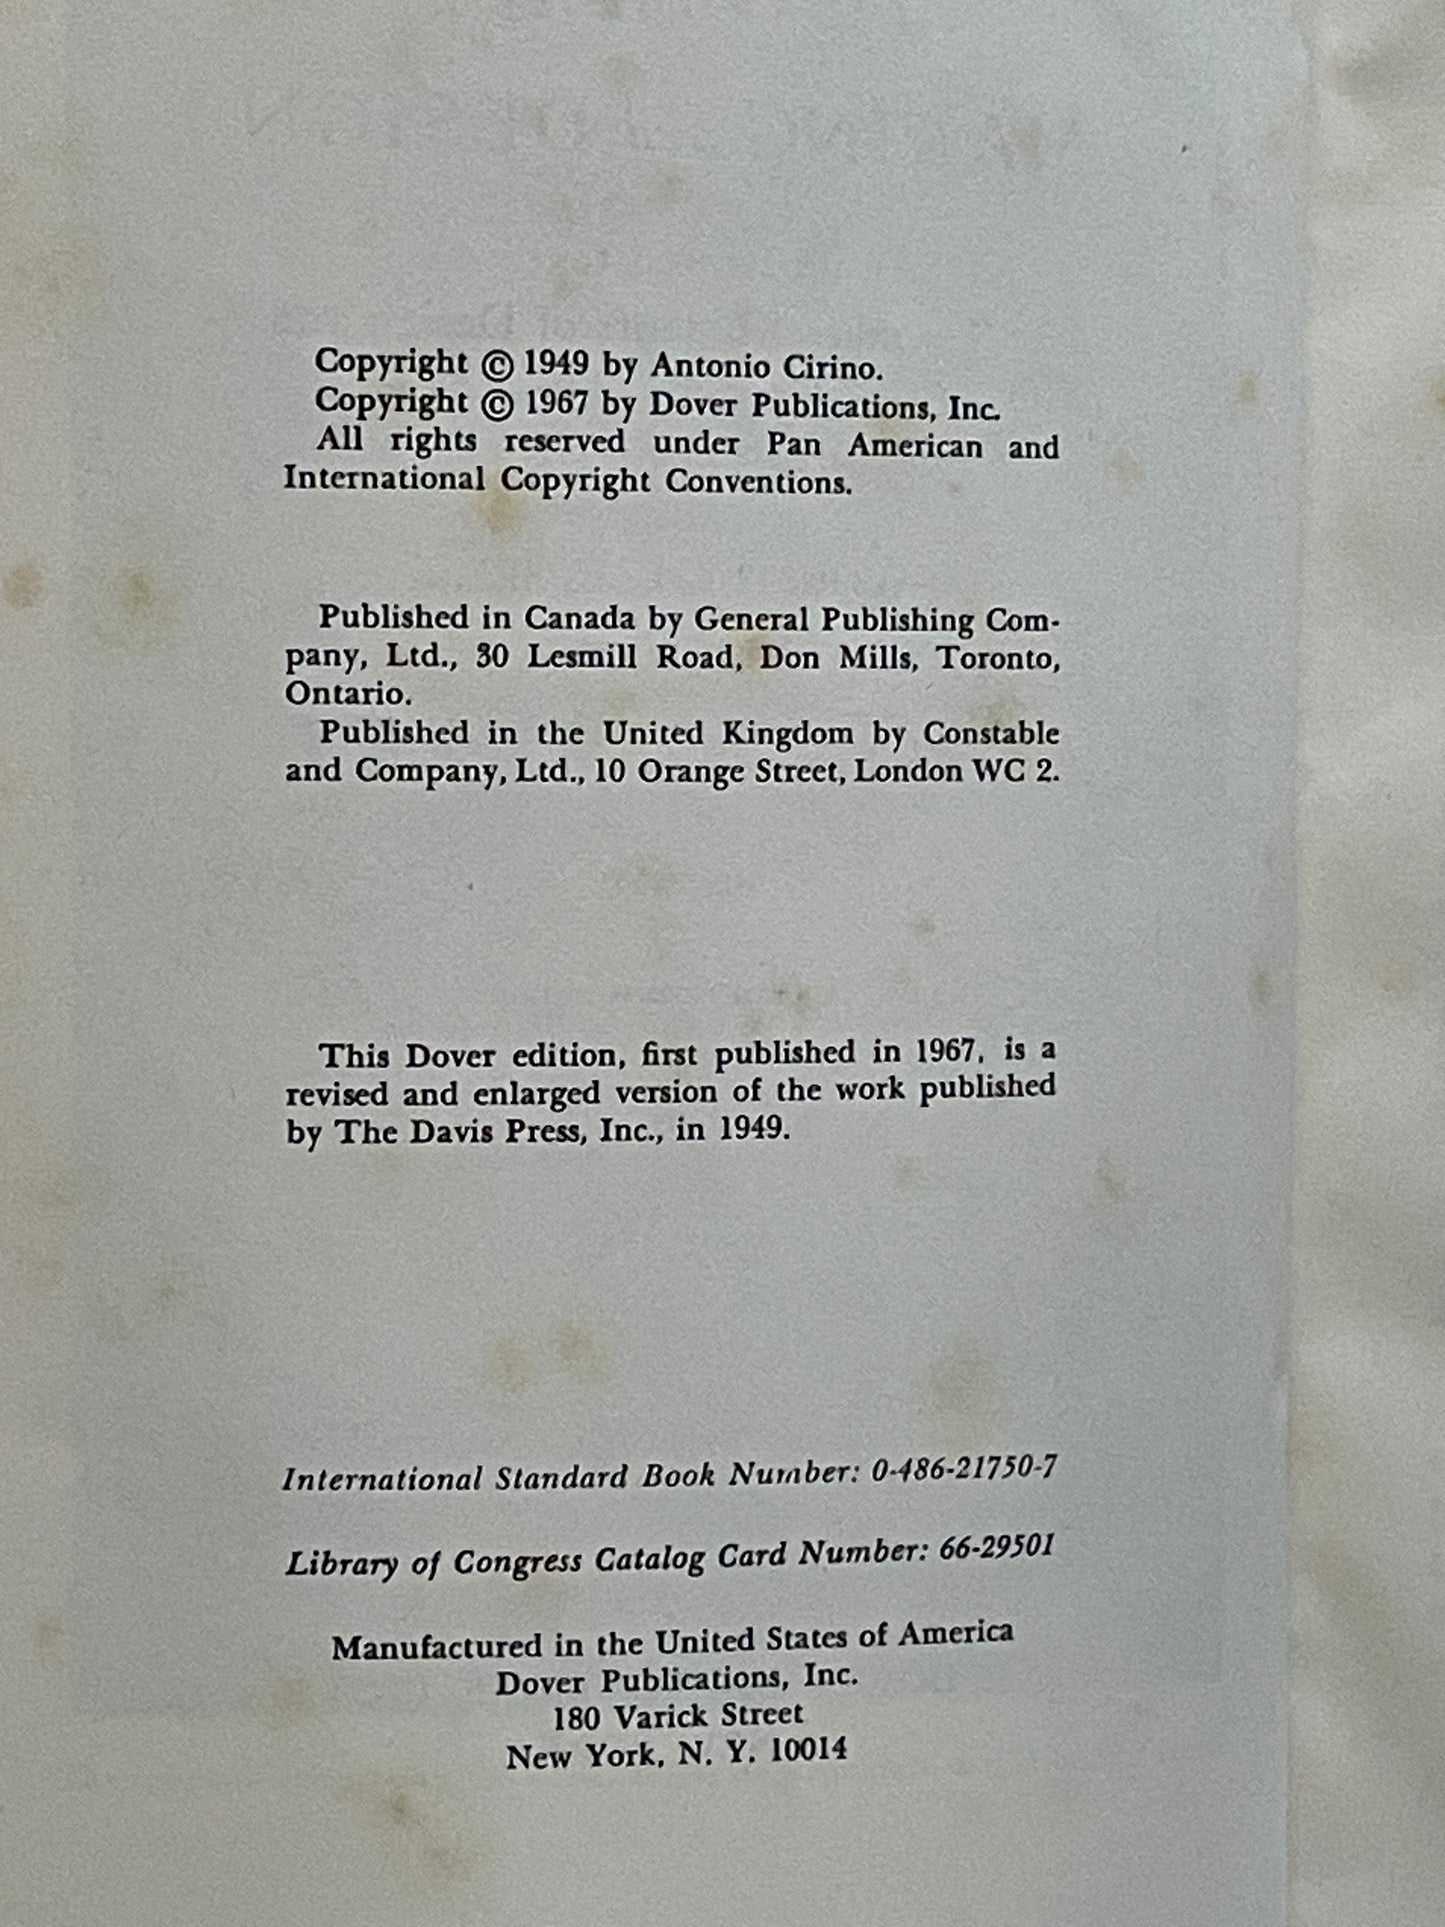 Copyright © 1949 by Antonio Cirino.
Copyright © 1967 by Dover Publications, Inc.
All rights reserved under Pan American and
International Copyright Conventions.
Published in Canada by General Publishing Com-
pany, Ltd., 30 Lesmill Road, Don Mills, Toronto,
Ontario.
Published in the United Kingdom by Constable
and Company, Ltd., 10 Orange Street, London WC 2.
This Dover edition, first published in 1967, is a
revised and enlarged version of the work published
by The Davis Press, Inc., in 1949.
International Standard Book Number: 0-486-21750-7
Library of Congress Catalog Card Number: 66-29501
Manufactured in the United States of America
Dover Publications, Inc.
180 Varick Street
New York, N. Y. 10014